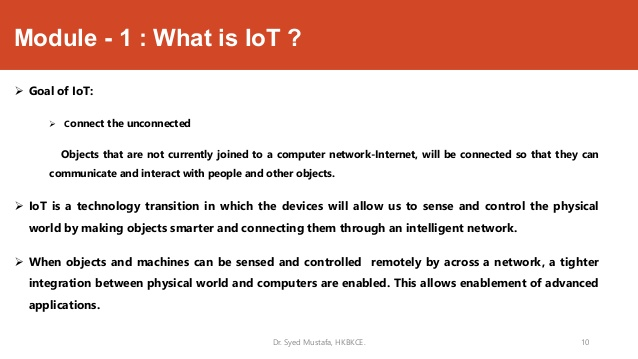 Module - 1 : What is IoT ?
➢ Goal of IoT:
➢ Connect the unconnected
Objects that are not currently joined to a computer network-Internet, will be connected so that they can
communicate and interact with people and other objects.
➢ IoT is a technology transition in which the devices will allow us to sense and control the physical
world by making objects smarter and connecting them through an intelligent network.
➢ When objects and machines can be sensed and controlled remotely by across a network, a tighter
integration between physical world and computers are enabled. This allows enablement of advanced
applications.
Dr. Syed Mustafa, HKBKCE. 10